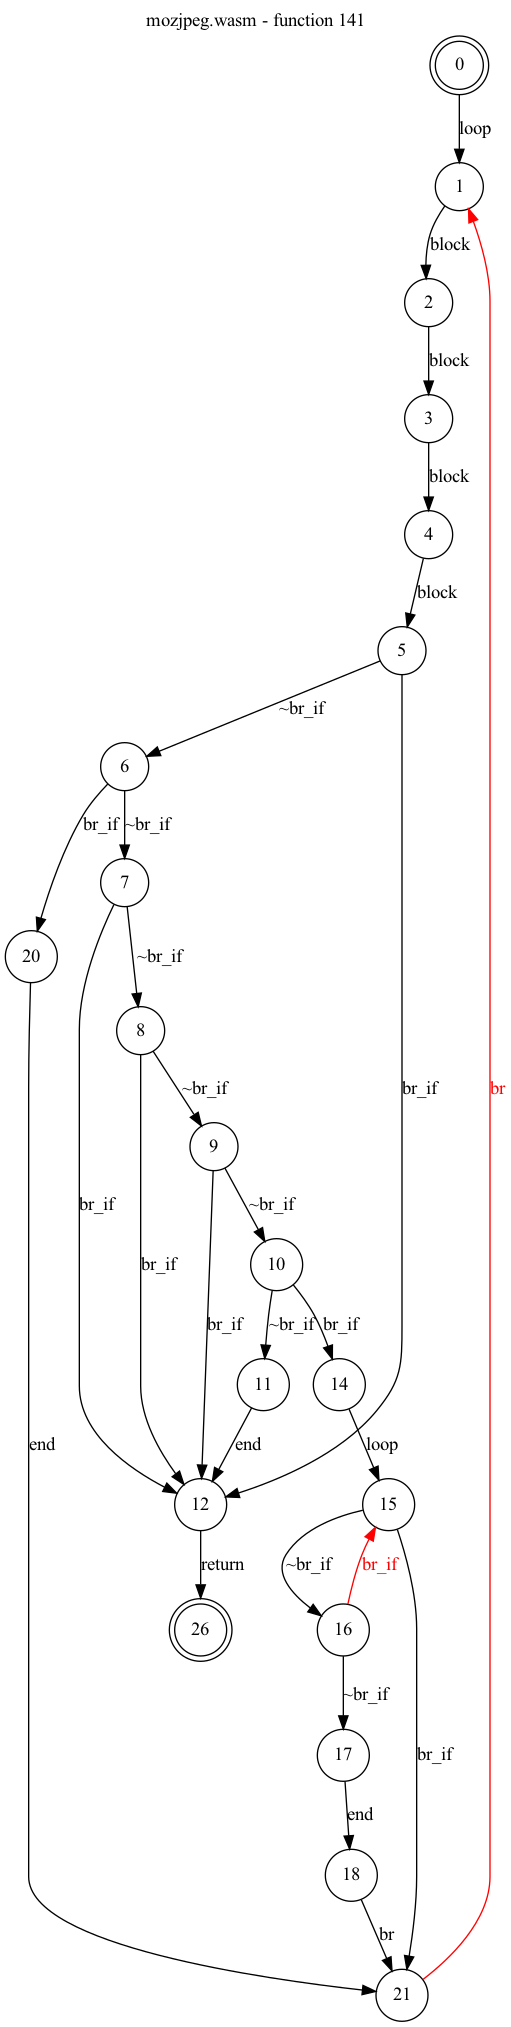 mozjpeg.wasm - function 141
0
loop
1
block
2
block
3
block
4
block
5
~br_if
6
br_if
~br_if
7
20
~br_if
8
~br_if
br_if
br
9
br_if
~br_if
br_if
10
br_if
~br_if
br_if
11
14
end
end
loop
12
15
return
~br_if
br_if
26
16
~br_if
17
br_if
end
18
br
21